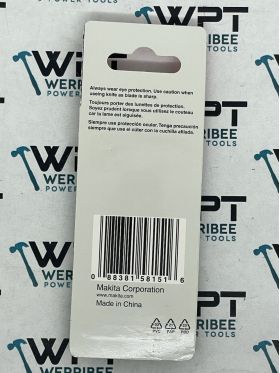 WPT
WERRIBEE
POWER TOOLS
Always wear eye protection. Use caution when
useing knife as blade is sharp.
Toujours porter des lunettes de protection.
Soyez prudent lorsque vous utilisez le couteau
car la lame est aiguisée.
Siempre use protección ocular. Tenga precaución
siempre que use el cúter con la cuchilla afilada.
0 88381 58151 6
Makita Corporation
www.makita.com
Made in China
PVC PAP PBD